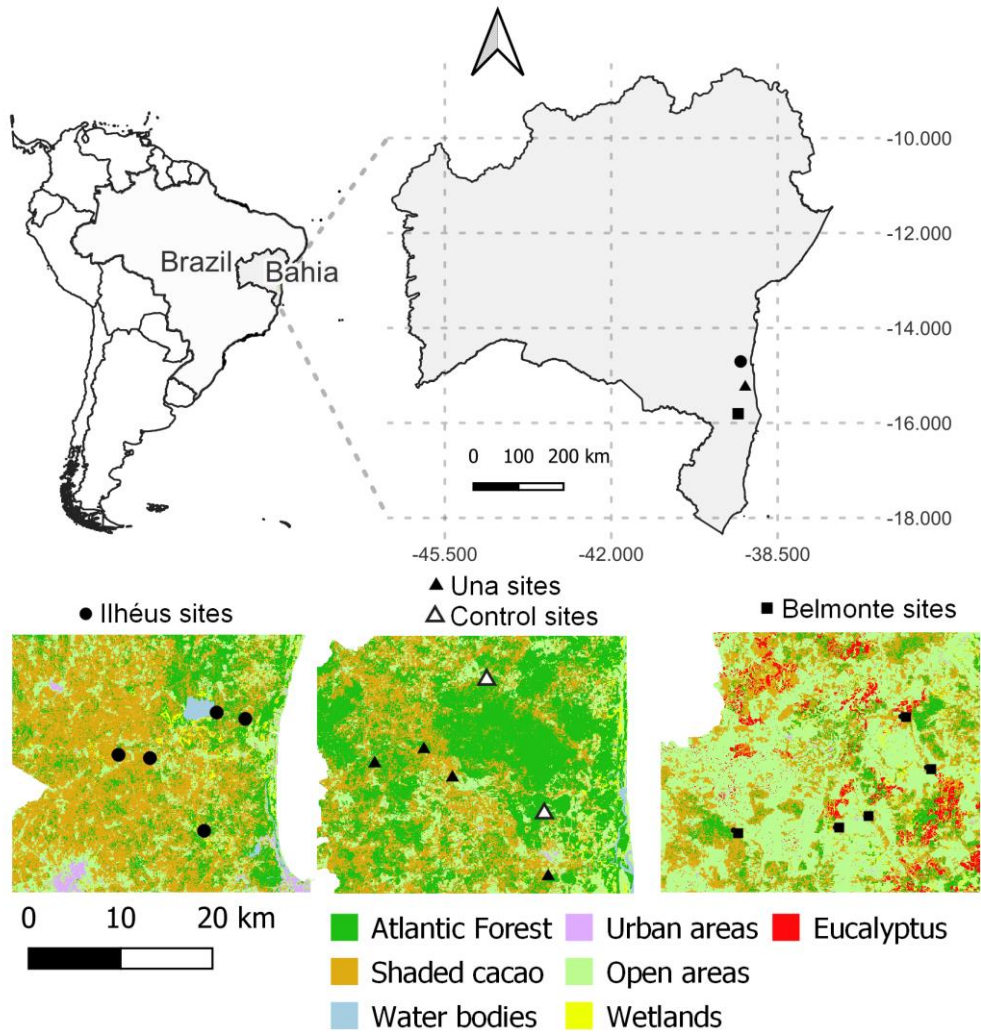 Brazil
Bahia
-10.000
-12.000
-14.000
-16.000
-18.000
0 100 200 km
-45.500 -42.000 -38.500
Una sites
Ilhéus sites
Control sites
Belmonte sites
0 10 20 km
Atlantic Forest
Urban areas
Eucalyptus
Shaded cacao
Open areas
Water bodies
Wetlands